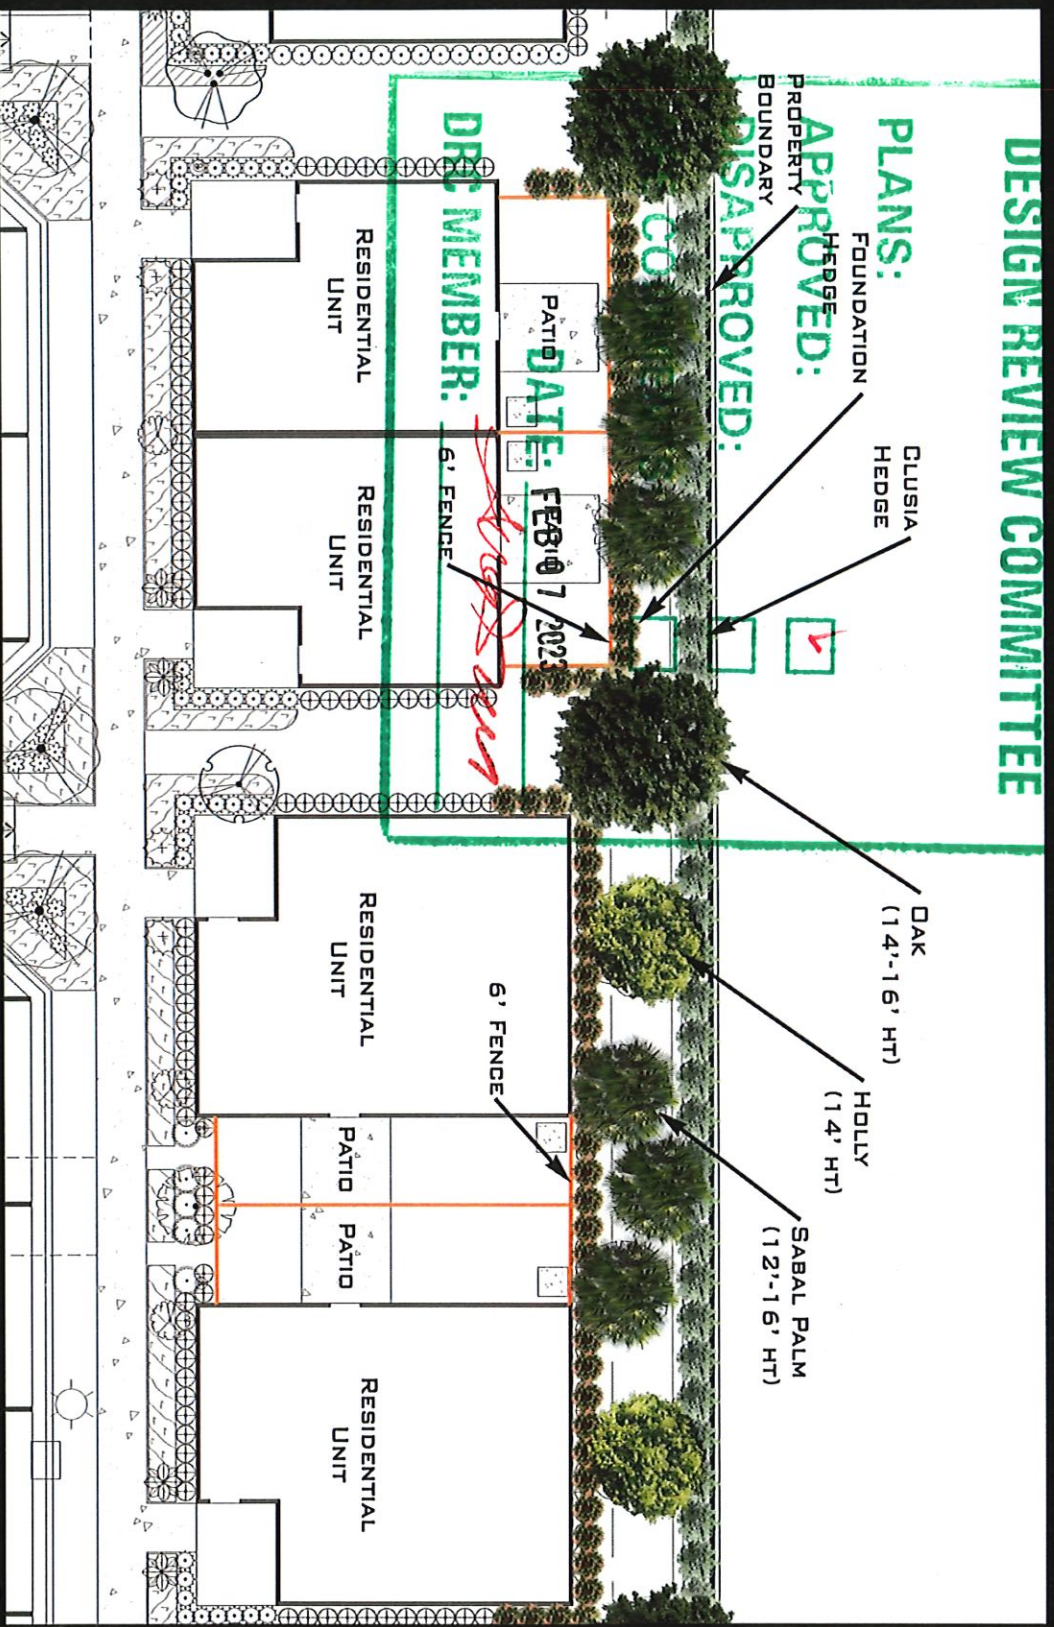 DESIGN REVIEW COMMITTEE
PLANS:
APPROVED:
DISAPPROVED:
DATE:
FEB 07 2023
DRC MEMBER:
PROPERTY
BOUNDARY
FOUNDATION
HEDGE
CLUSIA
HEDGE
OAK
(14'-16' HT)
HOLLY
(14' HT)
SABAL PALM
(12'-16' HT)
6' FENCE
6' FENCE
PATIO
PATIO
PATIO
PATIO
RESIDENTIAL
UNIT
RESIDENTIAL
UNIT
RESIDENTIAL
UNIT
RESIDENTIAL
UNIT